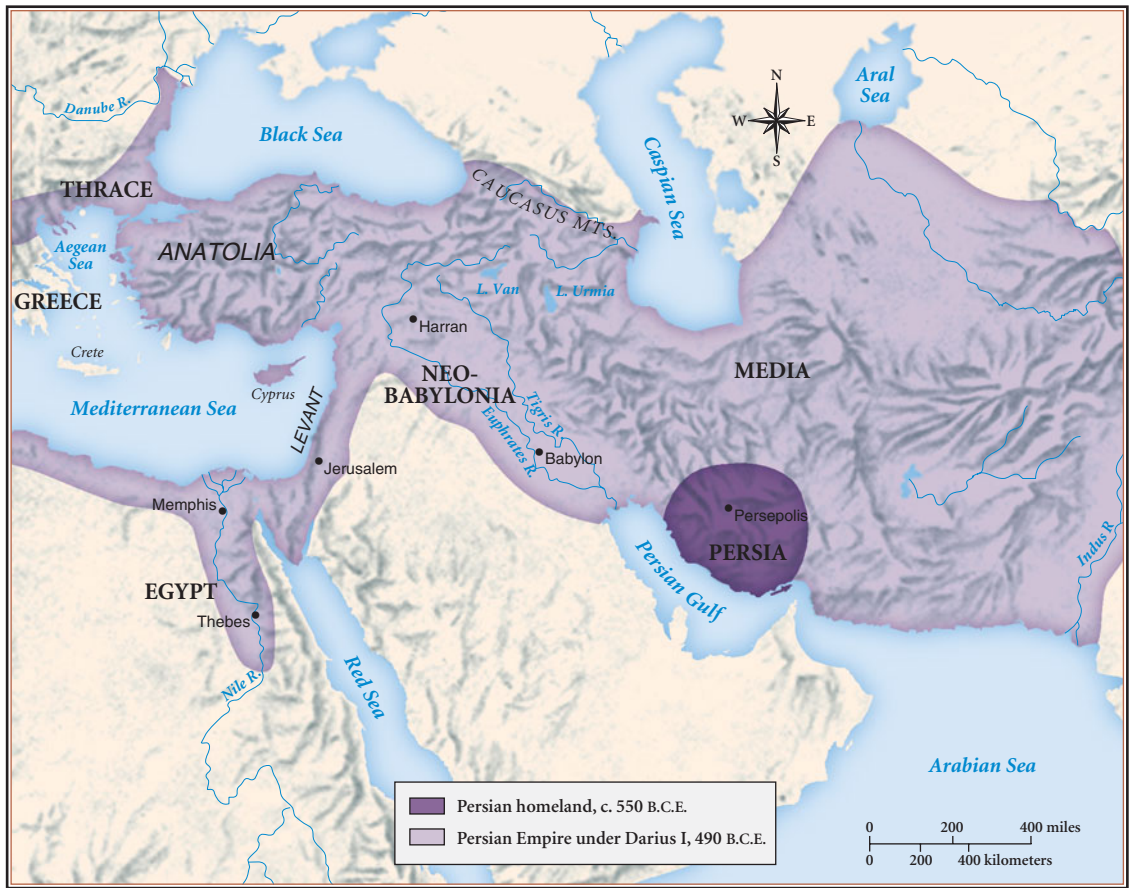 N
W E
S
Aral
Sea
Danube R.
Black Sea
Caspian Sea
CAUCASUS MTS.
THRACE
Aegean
Sea
ANATOLIA
GREECE
L. Van
L. Urmia
Harran
Crete
Cyprus
NEO-
BABYLONIA
MEDIA
Mediterranean Sea
LEVANT
Tigris R.
Euphrates R.
Babylon
Jerusalem
Memphis
Persepolis
PERSIA
Indus R.
EGYPT
Persian Gulf
Thebes
Nile R.
Red Sea
Arabian Sea
Persian homeland, c. 550 B.C.E.
Persian Empire under Darius I, 490 B.C.E.
0 200 400 miles
0 200 400 kilometers